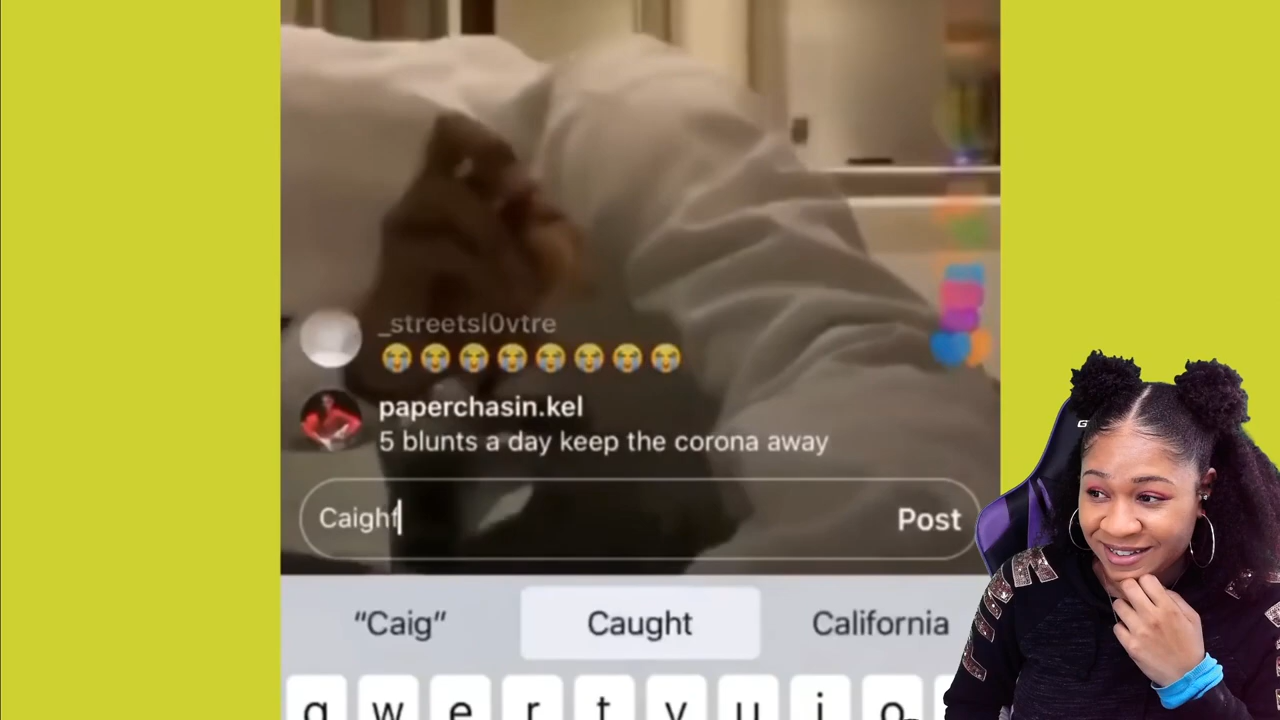 _streetsl0vtre
😭😭😭😭😭😭😭😭
paperchasin.kel
5 blunts a day keep the corona away
Caight
Post
"Caig" Caught California
q w e r t y u i o
G